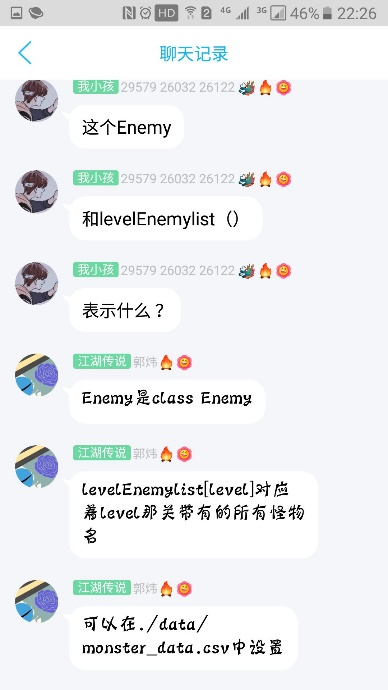 HD 2 4G 3G 46% 22:26
聊天记录
我小孩 29579 26032 26122
这个Enemy
我小孩 29579 26032 26122
和levelEnemylist（）
我小孩 29579 26032 26122
表示什么？
江湖传说 郭炜
Enemy是class Enemy
江湖传说 郭炜
levelEnemylist[level]对应
着level那关带有的所有怪物
名
江湖传说 郭炜
可以在./data/
monster_data.csv中设置